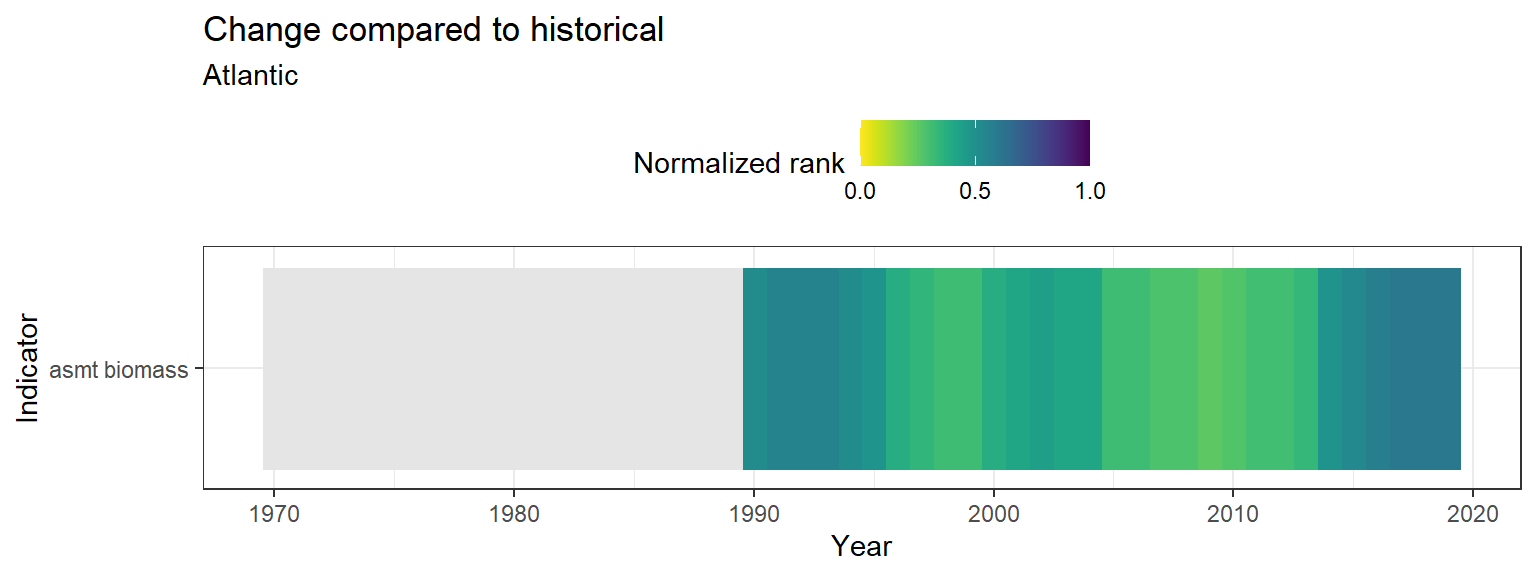 Change compared to historical
Atlantic
Normalized rank
0.0 0.5 1.0
Indicator
asmt biomass
1970 1980 1990 2000 2010 2020
Year